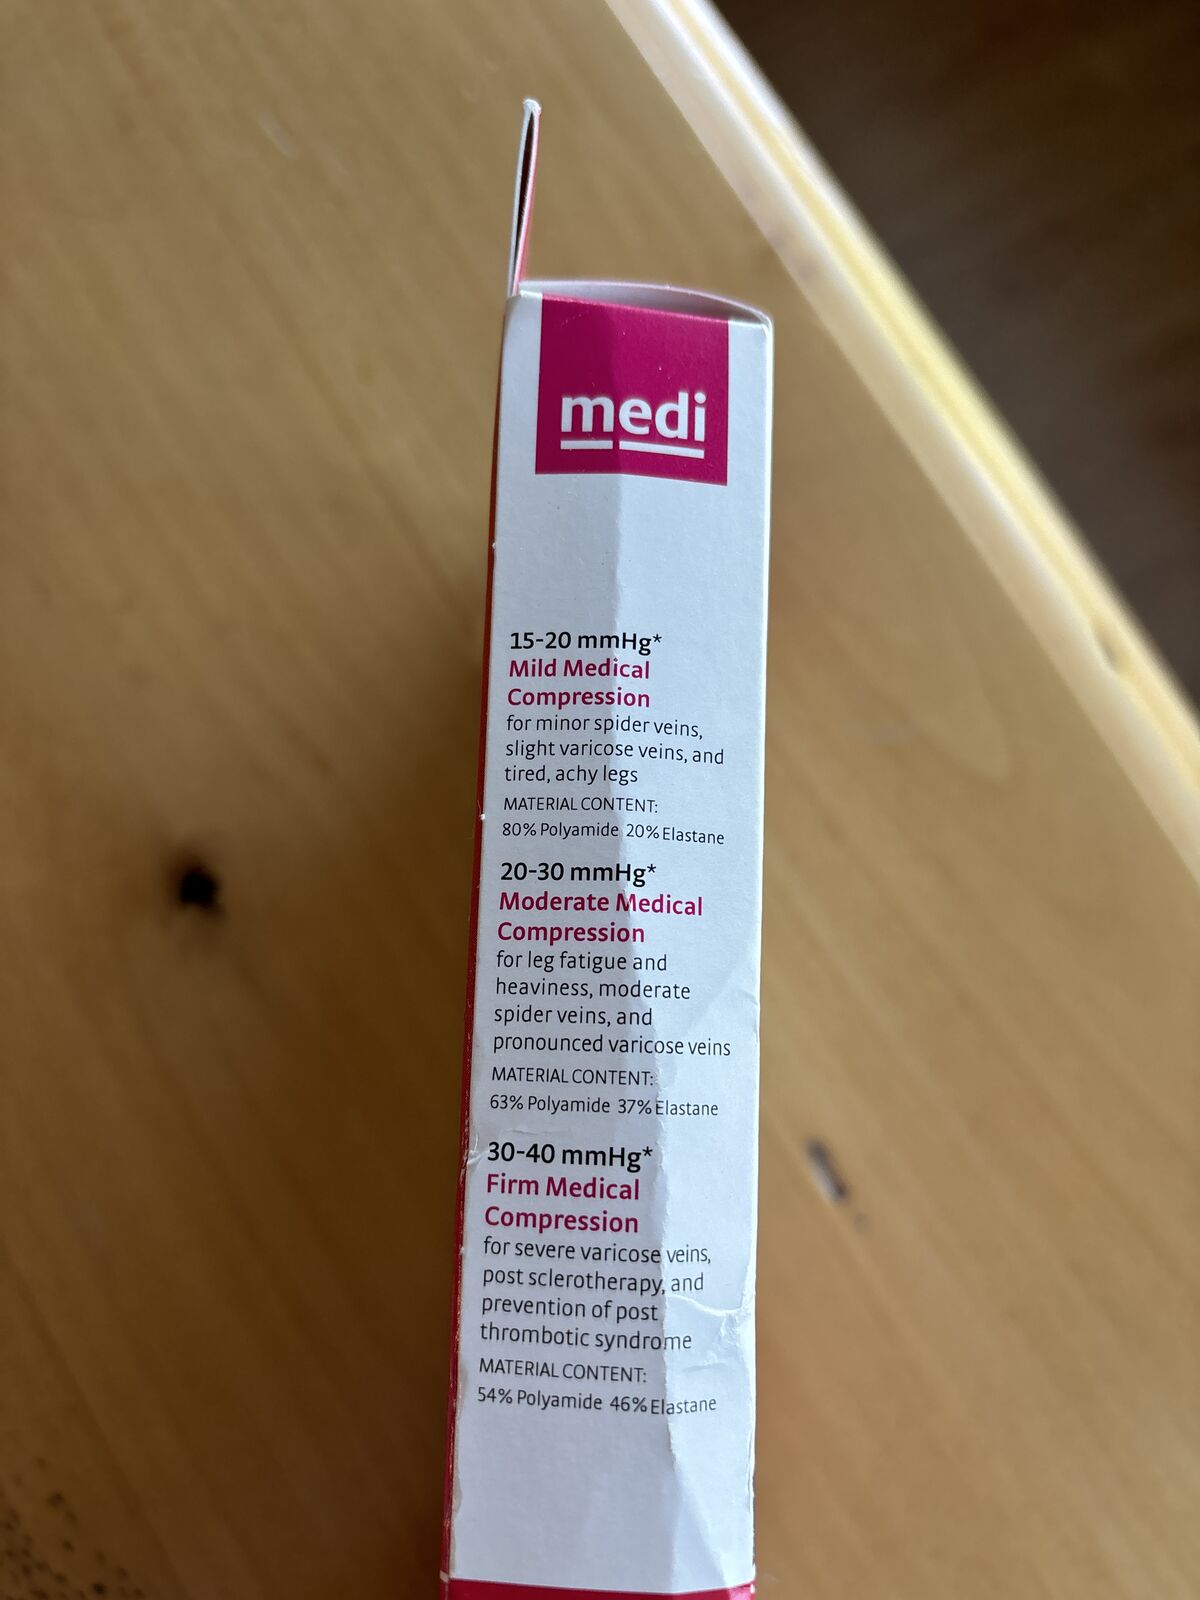 medi
15-20 mmHg*
Mild Medical
Compression
for minor spider veins,
slight varicose veins, and
tired, achy legs
MATERIAL CONTENT:
80% Polyamide 20% Elastane
20-30 mmHg*
Moderate Medical
Compression
for leg fatigue and
heaviness, moderate
spider veins, and
pronounced varicose veins
MATERIAL CONTENT:
63% Polyamide 37% Elastane
30-40 mmHg*
Firm Medical
Compression
for severe varicose veins,
post sclerotherapy, and
prevention of post
thrombotic syndrome
MATERIAL CONTENT:
54% Polyamide 46% Elastane